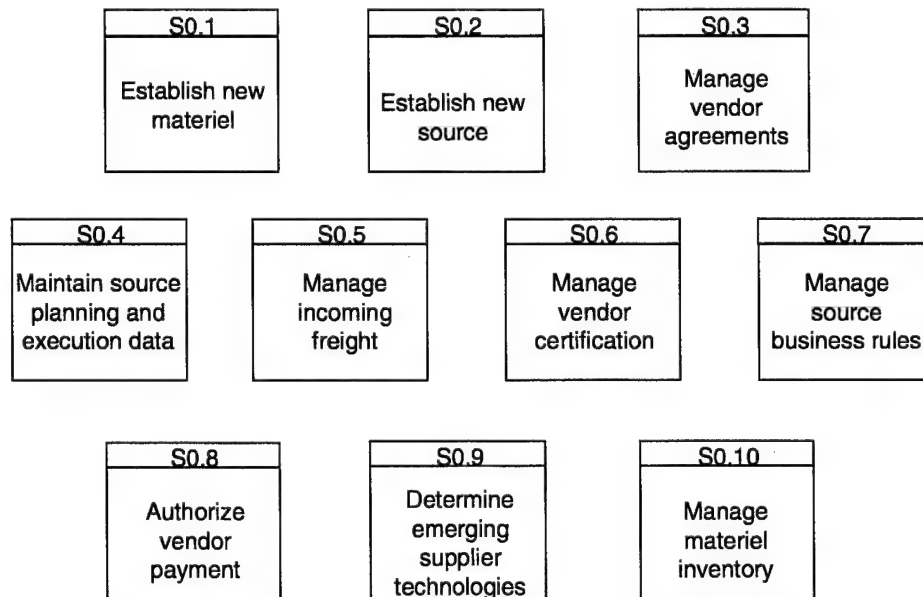 S0.1
Establish new
materiel
S0.2
Establish new
source
S0.3
Manage
vendor
agreements
S0.4
Maintain source
planning and
execution data
S0.5
Manage
incoming
freight
S0.6
Manage
vendor
certification
S0.7
Manage
source
business rules
S0.8
Authorize
vendor
payment
S0.9
Determine
emerging
supplier
technologies
S0.10
Manage
materiel
inventory